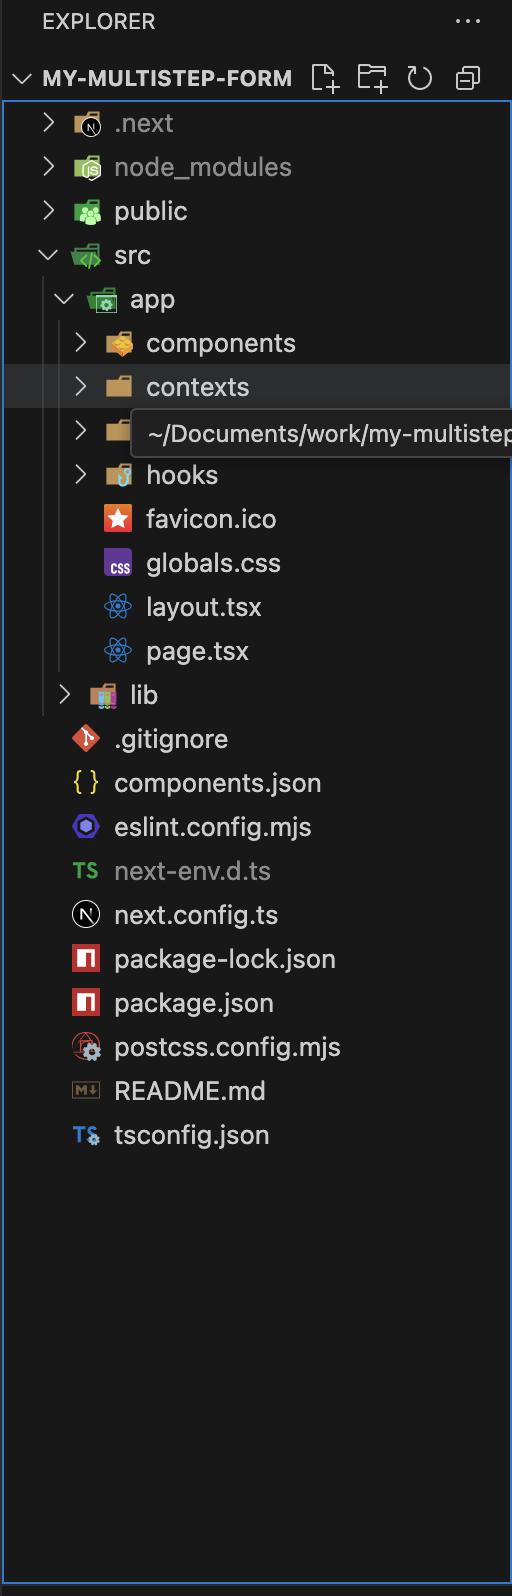 EXPLORER
MY-MULTISTEP-FORM
.next
node_modules
public
src
app
components
contexts
~/Documents/work/my-multistep
hooks
favicon.ico
globals.css
layout.tsx
page.tsx
lib
.gitignore
components.json
eslint.config.mjs
TS next-env.d.ts
next.config.ts
package-lock.json
package.json
postcss.config.mjs
README.md
TS tsconfig.json